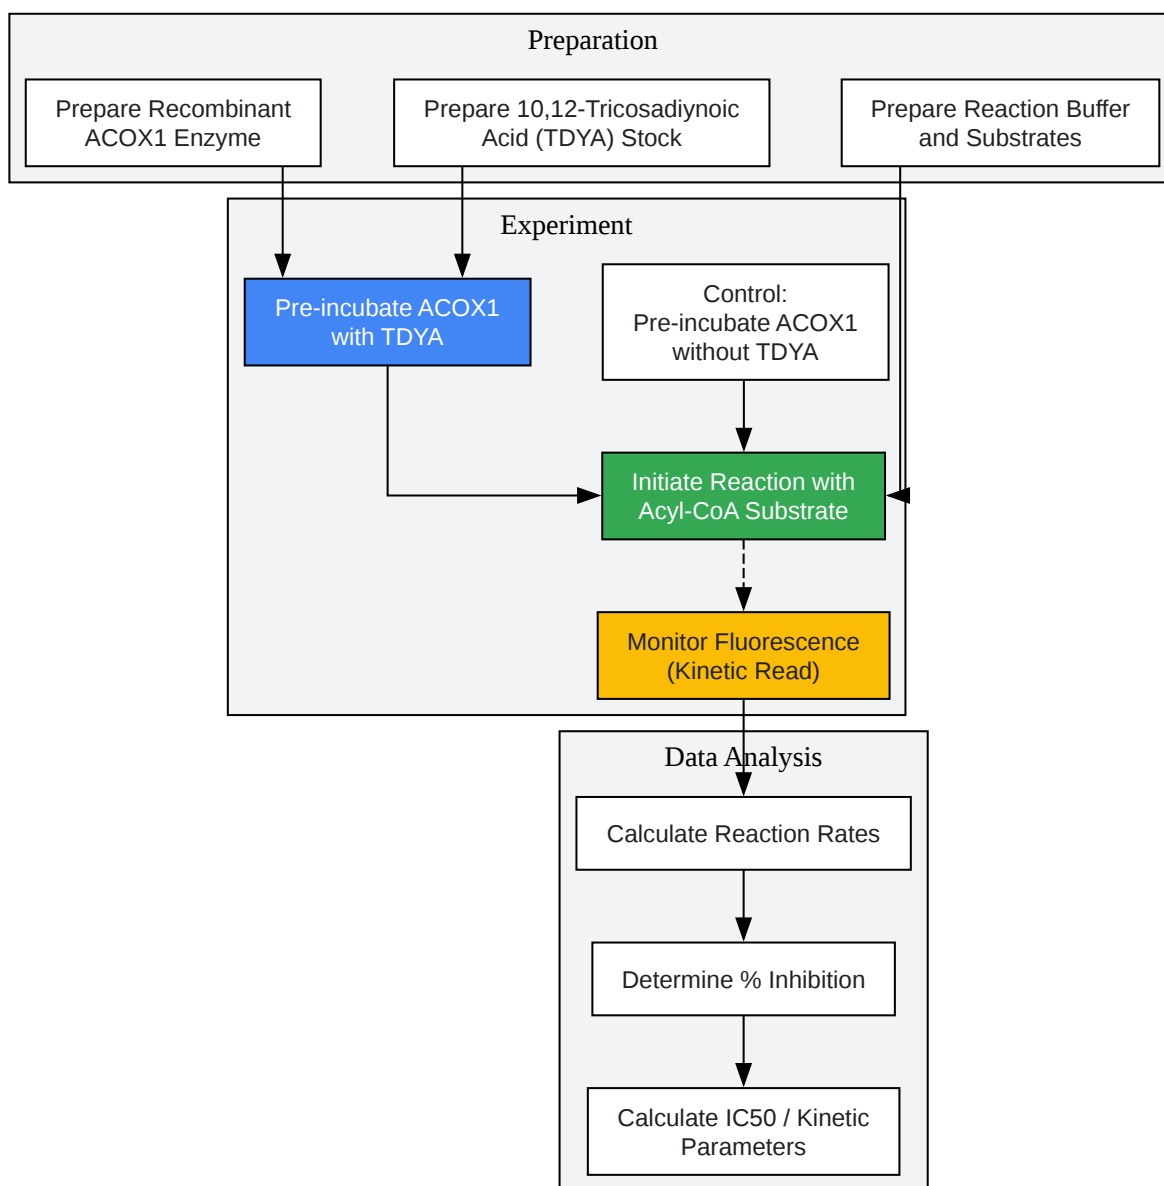 Preparation
Prepare Recombinant
ACOX1 Enzyme
Prepare 10,12-Tricosadiynoic
Acid (TDYA) Stock
Prepare Reaction Buffer
and Substrates
Experiment
Pre-incubate ACOX1
with TDYA
Control:
Pre-incubate ACOX1
without TDYA
Initiate Reaction with
Acyl-CoA Substrate
Monitor Fluorescence
(Kinetic Read)
Data Analysis
Calculate Reaction Rates
Determine % Inhibition
Calculate IC50 / Kinetic
Parameters